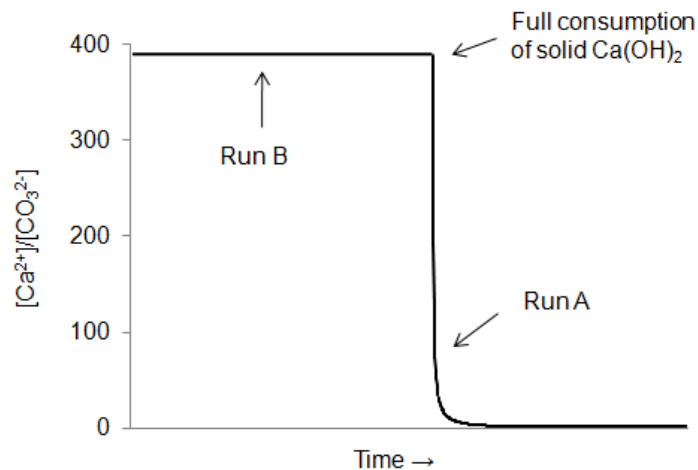 Full consumption
of solid Ca(OH)2
400
300
200
100
0
[Ca²⁺]/[CO₃²⁻]
Run B
Run A
Time →